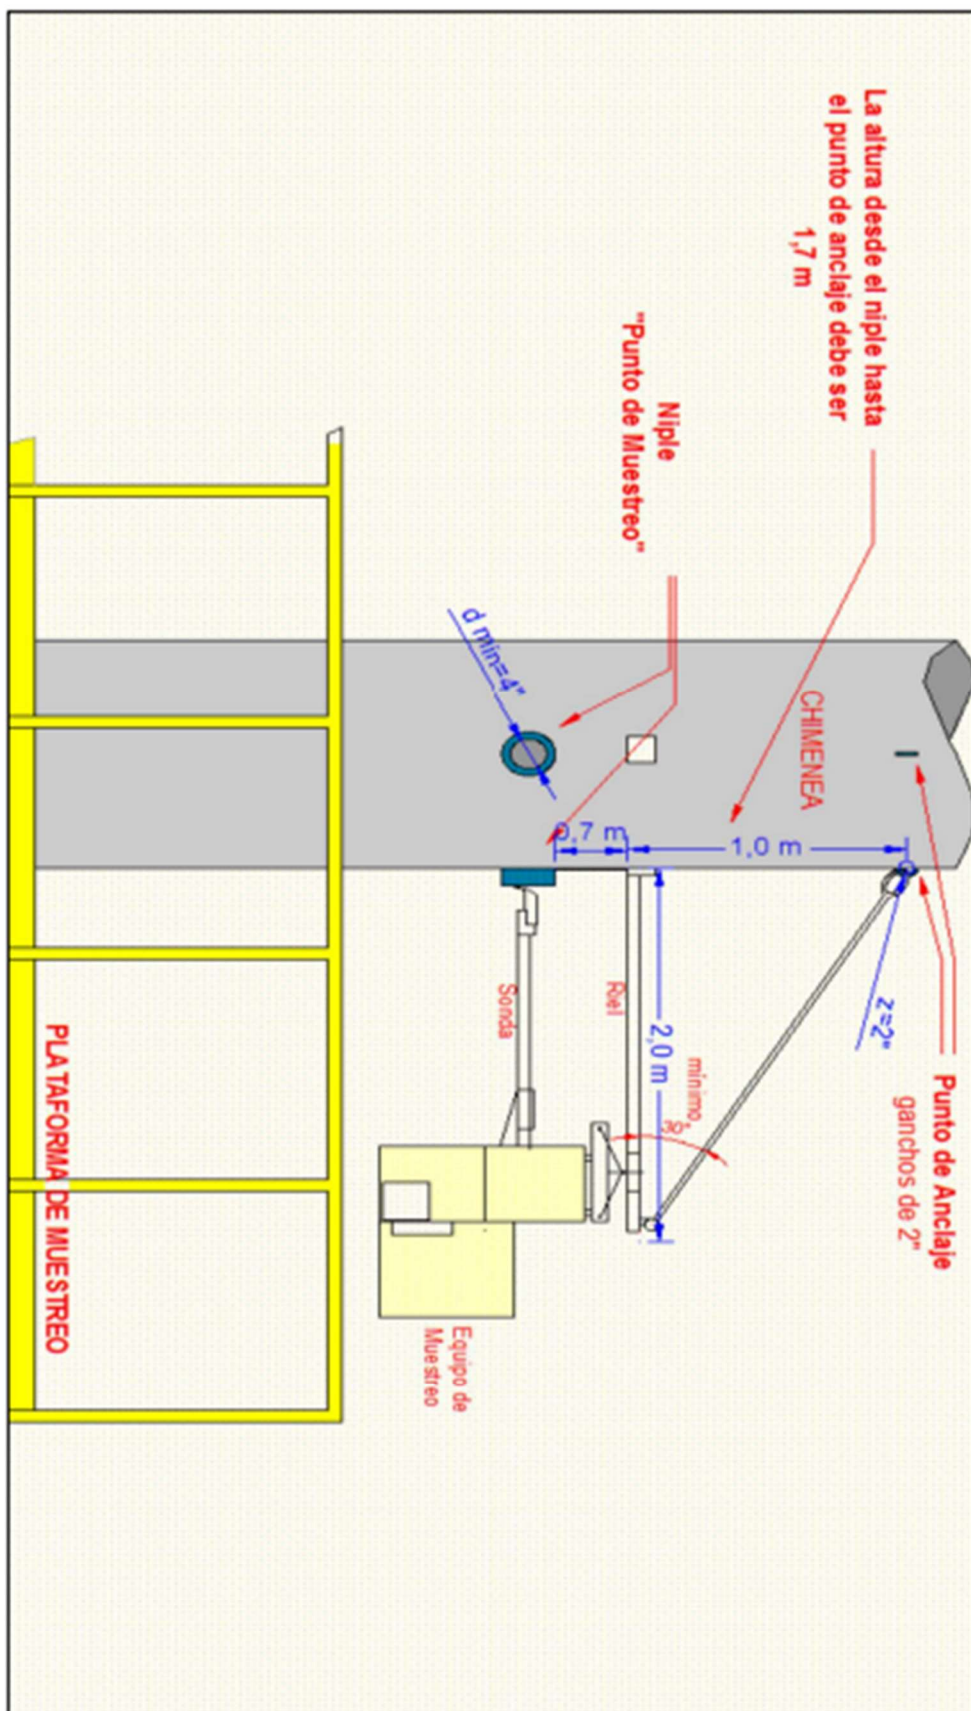 La altura desde el niple hasta
el punto de anclaje debe ser
1,7 m
Niple
"Punto de Muestreo"
d min=4"
CHIMENEA
0,7 m
1,0 m
z=2"
Punto de Anclaje
ganchos de 2"
Sonda
Riel
2,0 m
minimo
30°
Equipo de
Muestreo
PLATAFORMA DE MUESTREO